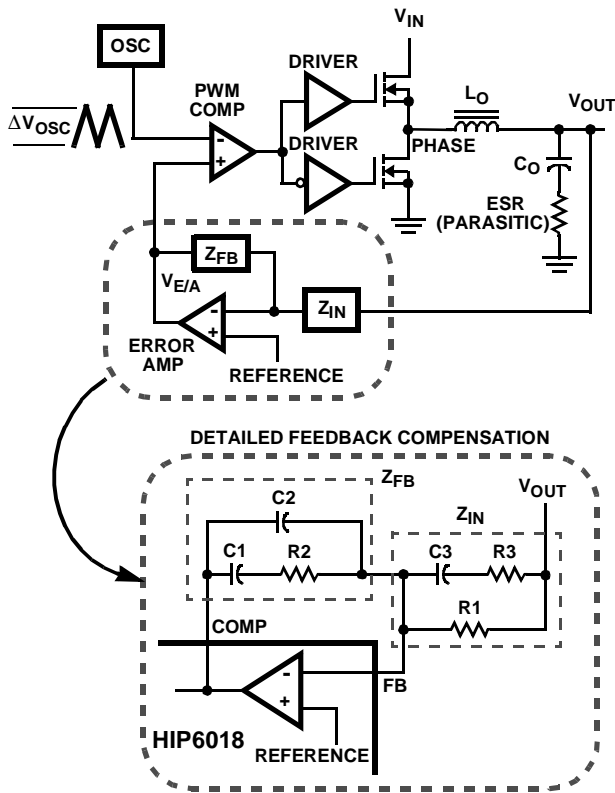 V_IN
OSC
DRIVER
PWM
COMP
L_O
V_OUT
ΔV_OSC
-
+
DRIVER
PHASE
C_O
ESR
(PARASITIC)
Z_FB
V_E/A
-
+
Z_IN
ERROR
AMP
REFERENCE
DETAILED FEEDBACK COMPENSATION
Z_FB
V_OUT
C2
Z_IN
C1
R2
C3
R3
R1
COMP
-
+
FB
HIP6018
REFERENCE